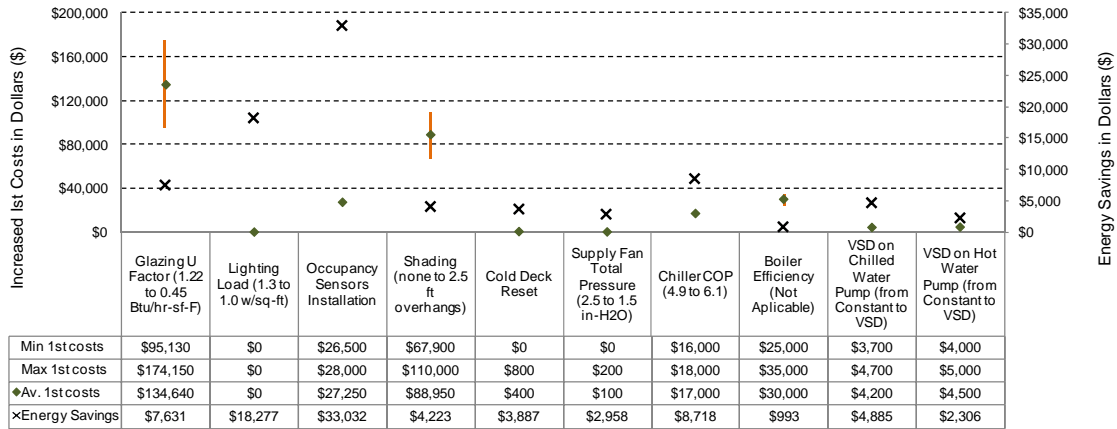 $200,000
$160,000
$120,000
$80,000
$40,000
$0
Increased Ist Costs in Dollars ($)
$35,000
$30,000
$25,000
$20,000
$15,000
$10,000
$5,000
$0
Energy Savings in Dollars ($)
Glazing U
Factor (1.22
to 0.45
Btu/hr-sf-F)
Lighting
Load (1.3 to
1.0 w/sq-ft)
Occupancy
Sensors
Installation
Shading
(none to 2.5
ft
overhangs)
Cold Deck
Reset
Supply Fan
Total
Pressure
(2.5 to 1.5
in-H2O)
Chiller COP
(4.9 to 6.1)
Boiler
Efficiency
(Not
Aplicable)
VSD on
Chilled
Water
Pump (from
Constant to
VSD)
VSD on Hot
Water
Pump (from
Constant to
VSD)
Min 1st costs $95,130 $0 $26,500 $67,900 $0 $0 $16,000 $25,000 $3,700 $4,000
Max 1st costs $174,150 $0 $28,000 $110,000 $800 $200 $18,000 $35,000 $4,700 $5,000
Av. 1st costs $134,640 $0 $27,250 $88,950 $400 $100 $17,000 $30,000 $4,200 $4,500
Energy Savings $7,631 $18,277 $33,032 $4,223 $3,887 $2,958 $8,718 $993 $4,885 $2,306